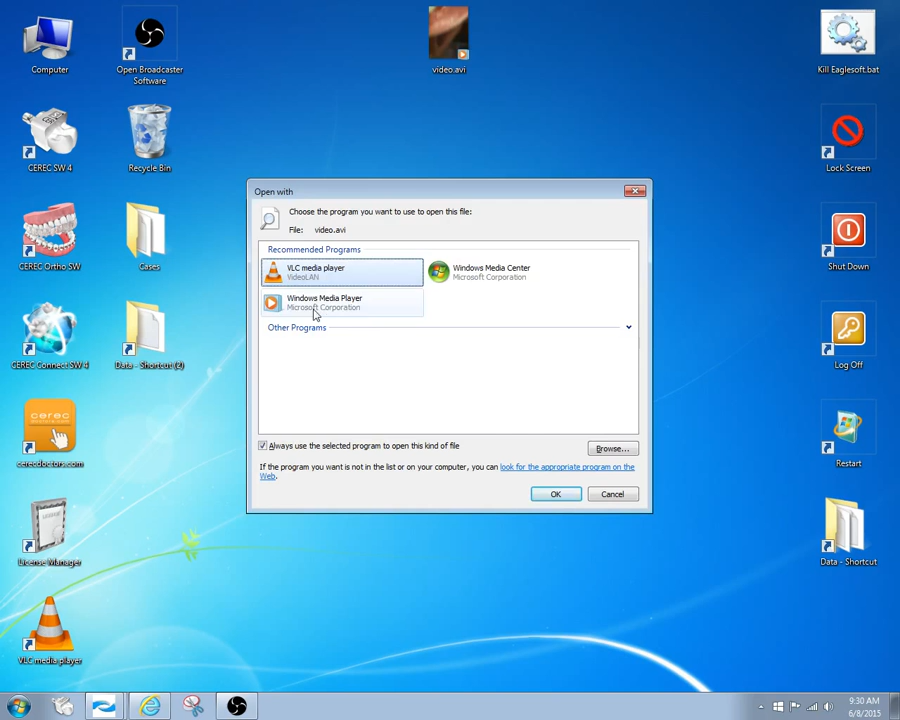 Computer
Open Broadcaster
Software
video.avi
Kill Eaglesoft.bat
CEREC SW 4
Recycle Bin
Lock Screen
Open with
Choose the program you want to use to open this file:
File: video.avi
Recommended Programs
VLC media player
VideoLAN
Windows Media Center
Microsoft Corporation
Windows Media Player
Microsoft Corporation
Other Programs
CEREC Ortho SW
Cases
Shut Down
CEREC Connect SW 4
Data - Shortcut (2)
Log Off
Always use the selected program to open this kind of file
Browse...
If the program you want is not in the list or on your computer, you can look for the appropriate program on the
Web.
OK
Cancel
cerec
doctors.com
cerecdoctors.com
Restart
License Manager
Data - Shortcut
VLC media player
9:30 AM
6/8/2015